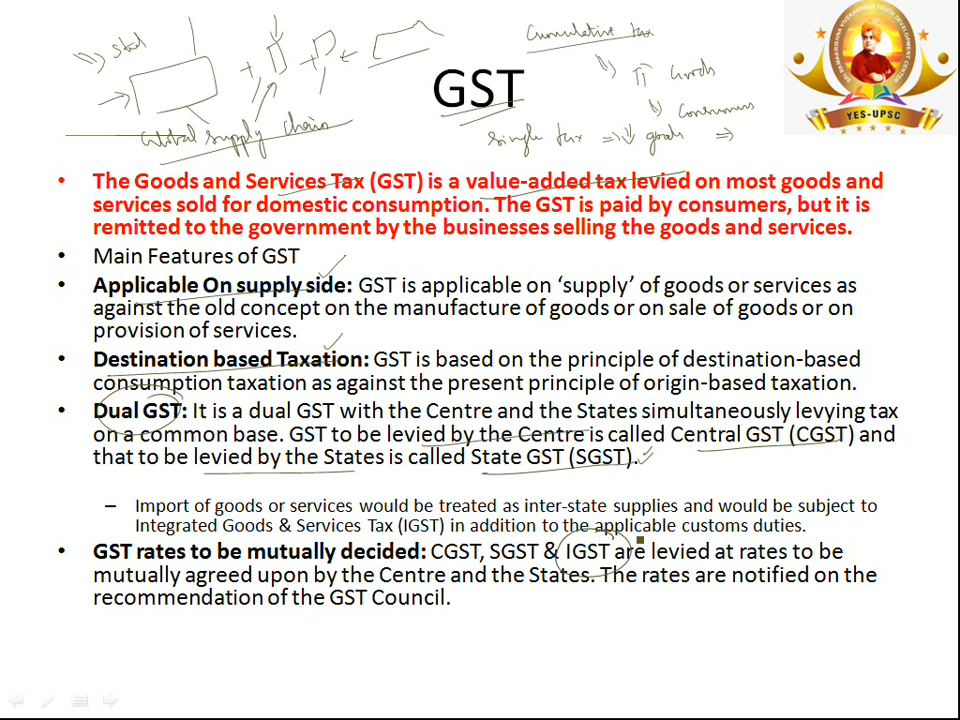 Cumulative tax
steel
goods
consumers
GST
Global supply chain
single tax ⇒ ↓ goods ⇒
SRI RAMAKRISHNA VIVEKANANDA YOUTH DEVELOPMENT CENTER
YES-UPSC
• The Goods and Services Tax (GST) is a value-added tax levied on most goods and
services sold for domestic consumption. The GST is paid by consumers, but it is
remitted to the government by the businesses selling the goods and services.
• Main Features of GST
• Applicable On supply side: GST is applicable on ‘supply’ of goods or services as
against the old concept on the manufacture of goods or on sale of goods or on
provision of services.
• Destination based Taxation: GST is based on the principle of destination-based
consumption taxation as against the present principle of origin-based taxation.
• Dual GST: It is a dual GST with the Centre and the States simultaneously levying tax
on a common base. GST to be levied by the Centre is called Central GST (CGST) and
that to be levied by the States is called State GST (SGST).
– Import of goods or services would be treated as inter-state supplies and would be subject to
Integrated Goods & Services Tax (IGST) in addition to the applicable customs duties.
• GST rates to be mutually decided: CGST, SGST & IGST are levied at rates to be
mutually agreed upon by the Centre and the States. The rates are notified on the
recommendation of the GST Council.